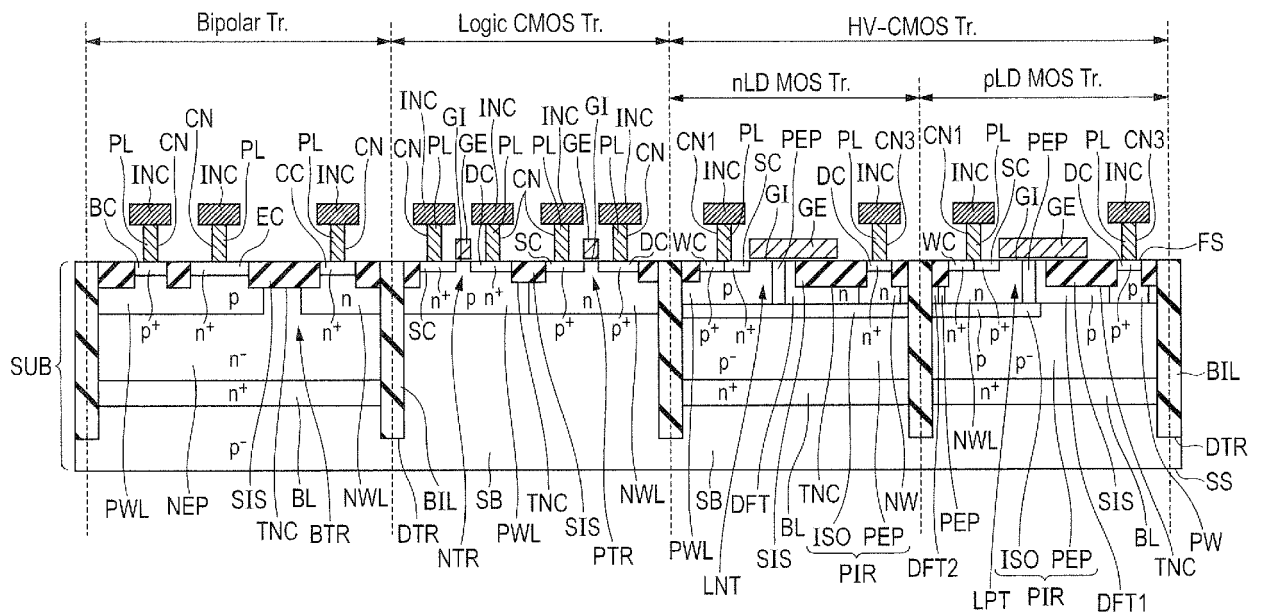 Bipolar Tr. Logic CMOS Tr. HV-CMOS Tr.
nLD MOS Tr. pLD MOS Tr.
INC GI INC INC GI INC
CN
PL CN PL PL CN CN PL GE PL PL GE PL CN CN1 PL PEP PL CN3 CN1 PL PEP PL CN3
INC INC CC INC DC CN INC SC DC INC INC SC DC INC
BC EC SC DC WC GI GE WC GI GE FS
p n n+ p n+ n p n n p
p+ n+ n+ p+ p+ p+ n+ n+ n+ p p+
SC
n- p- p p-
SUB BIL
n+ n+ n+
NWL
p- DTR
SS
PWL NEP SIS BL NWL BIL SB TNC NWL SB DFT TNC NW SIS
TNC BTR DTR PWL SIS PWL BL ISO PEP PEP BL PW
NTR PTR LNT SIS PIR DFT2 ISO PEP TNC
LPT PIR DFT1